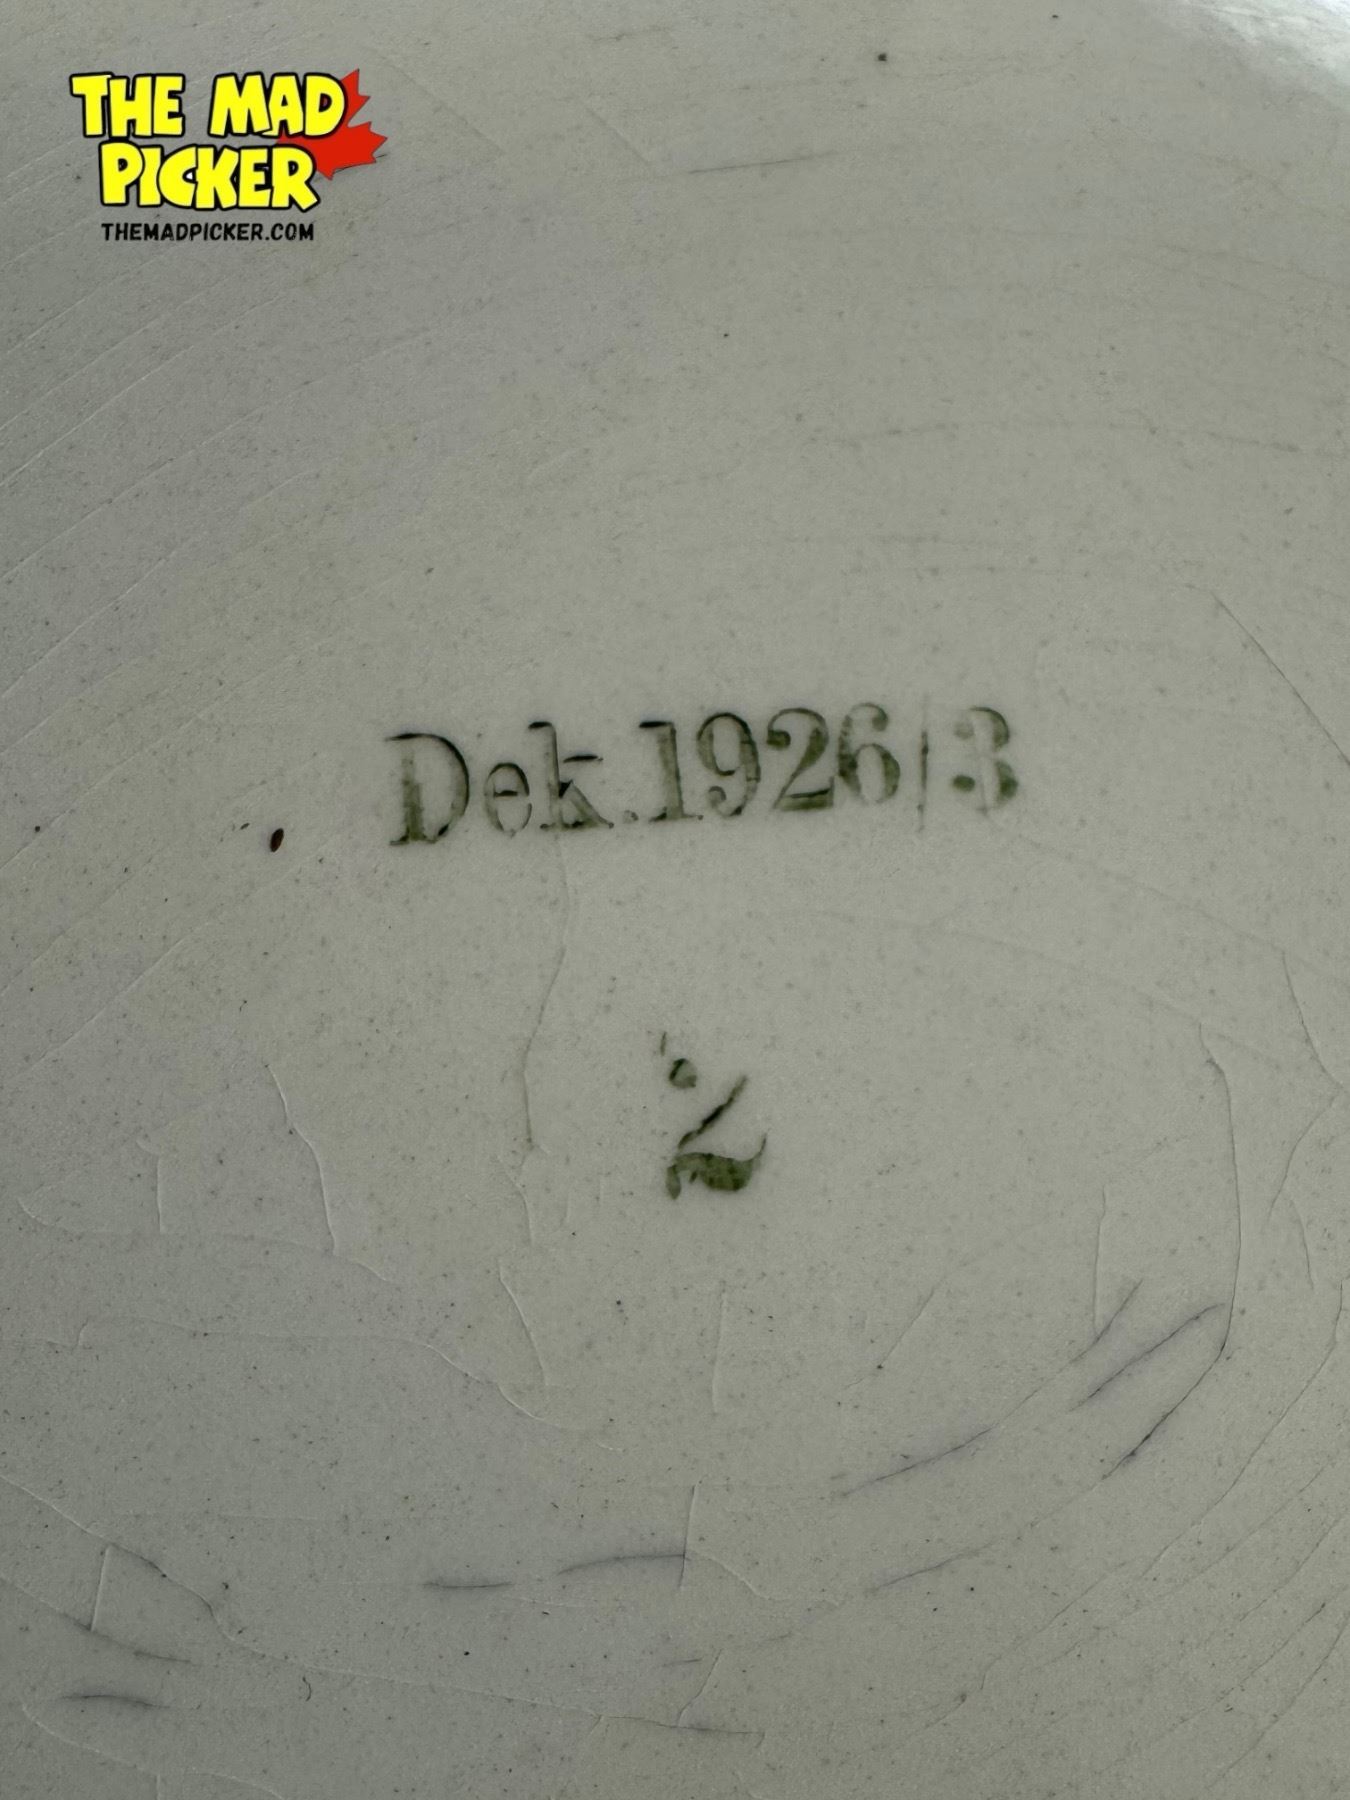 THE MAD
PICKER
THEMADPICKER.COM
Dek.1926/3
2